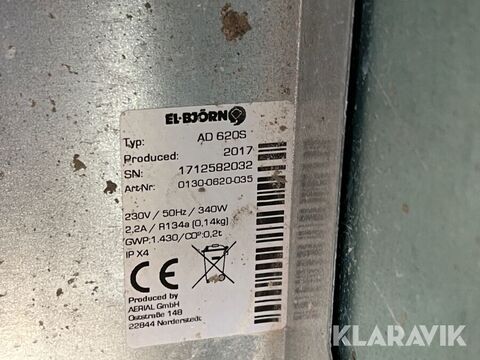 EL-BJÖRN
Typ: AD 620S
Produced: 2017
SN: 1712582032
Art-Nr: 0130-0620-035
230V / 50Hz / 340W
2,2A / R134a (0,14kg)
GWP:1.430/CO²:0,2t
IP X4
CE
Produced by
AERIAL GmbH
Oststraße 148
22844 Norderstedt
KLARAVIK